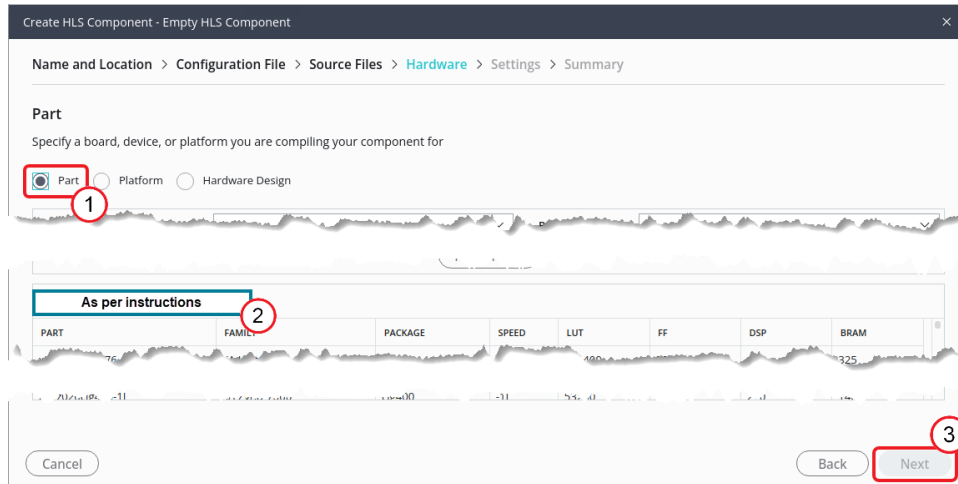 Create HLS Component - Empty HLS Component ×
Name and Location > Configuration File > Source Files > Hardware > Settings > Summary
Part
Specify a board, device, or platform you are compiling your component for
Part Platform Hardware Design
1
As per instructions
2
PART FAMILY PACKAGE SPEED LUT FF DSP BRAM
325
-1
3
Cancel Back Next